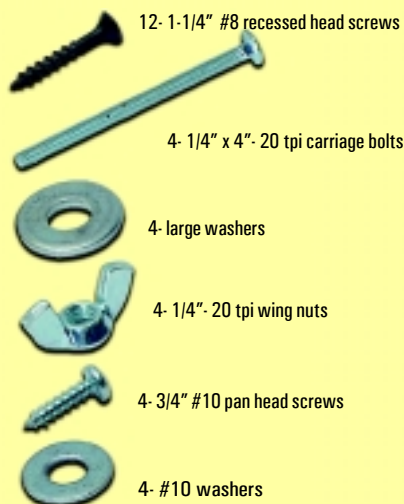 12- 1-1/4” #8 recessed head screws
4- 1/4” x 4”- 20 tpi carriage bolts
4- large washers
4- 1/4”- 20 tpi wing nuts
4- 3/4” #10 pan head screws
4- #10 washers